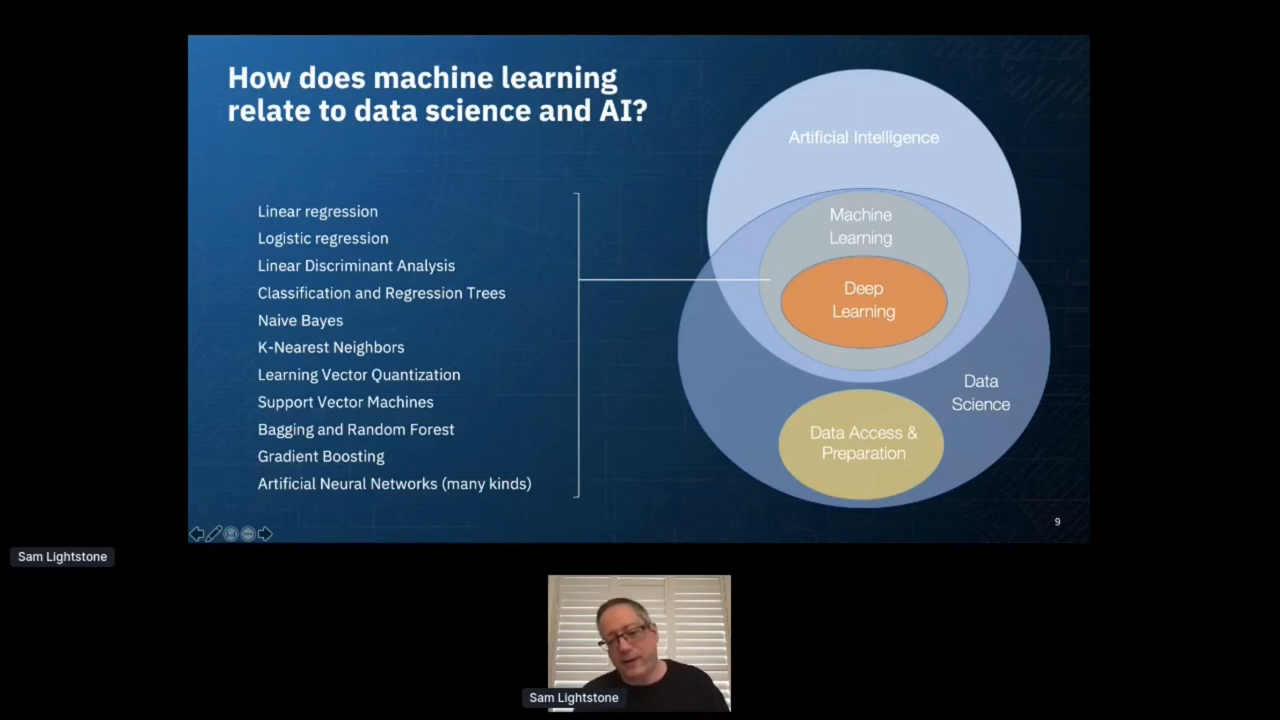 How does machine learning
relate to data science and AI?
Linear regression
Logistic regression
Linear Discriminant Analysis
Classification and Regression Trees
Naive Bayes
K-Nearest Neighbors
Learning Vector Quantization
Support Vector Machines
Bagging and Random Forest
Gradient Boosting
Artificial Neural Networks (many kinds)
Artificial Intelligence
Machine
Learning
Deep
Learning
Data
Science
Data Access &
Preparation
9
Sam Lightstone
Sam Lightstone